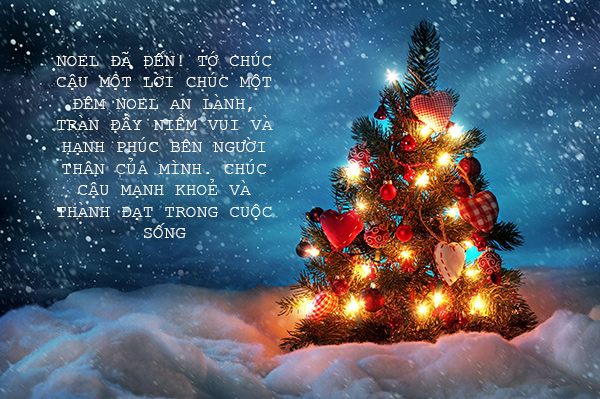 NOEL ĐÃ ĐẾN! TỚ CHÚC
CẬU MỘT LỜI CHÚC MỘT
ĐÊM NOEL AN LÀNH,
TRÀN ĐẦY NIỀM VUI VÀ
HẠNH PHÚC BÊN NGƯỜI
THÂN CỦA MÌNH. CHÚC
CẬU MẠNH KHOẺ VÀ
THÀNH ĐẠT TRONG CUỘC
SỐNG